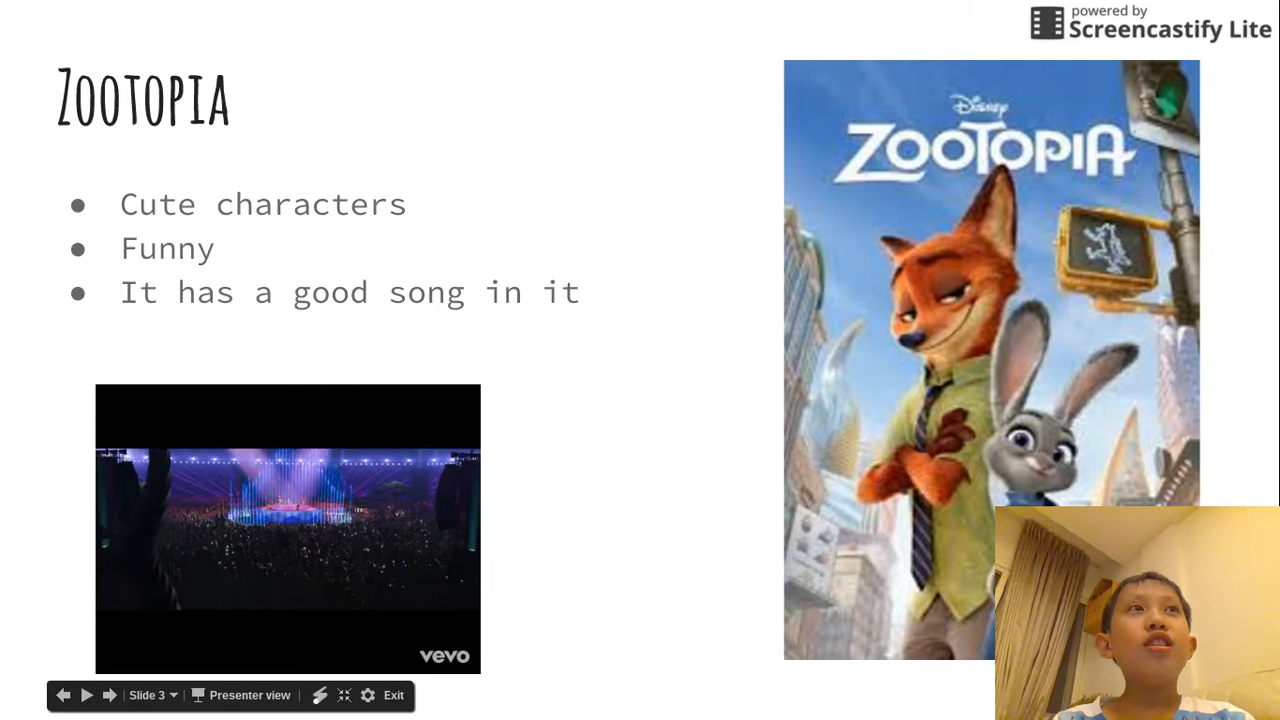 powered by
Screencastify Lite
Zootopia
● Cute characters
● Funny
● It has a good song in it
Disney
ZOOTOPIA
vevo
Slide 3
Presenter view
Exit